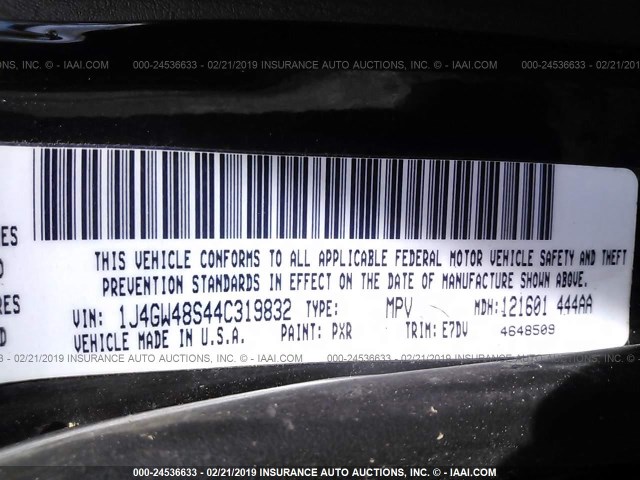 INC. - IAAI.COM 000-24536633 - 02/21/2019 INSURANCE AUTO AUCTIONS, INC. - IAAI.COM 000-24536633 - 02/21/2019
THIS VEHICLE CONFORMS TO ALL APPLICABLE FEDERAL MOTOR VEHICLE SAFETY AND THEFT
PREVENTION STANDARDS IN EFFECT ON THE DATE OF MANUFACTURE SHOWN ABOVE.
VIN: 1J4GW48S44C319832 TYPE: MPV MDH: 121601 444AA
VEHICLE MADE IN U.S.A. PAINT: PXR TRIM: E7DV 4648509
02/21/2019 INSURANCE AUTO AUCTIONS, INC. - IAAI.COM 000-24536633 - 02/21/2019 INSURANCE AUTO AUCTIONS, INC. - IAAI.COM
000-24536633 - 02/21/2019 INSURANCE AUTO AUCTIONS, INC. - IAAI.COM